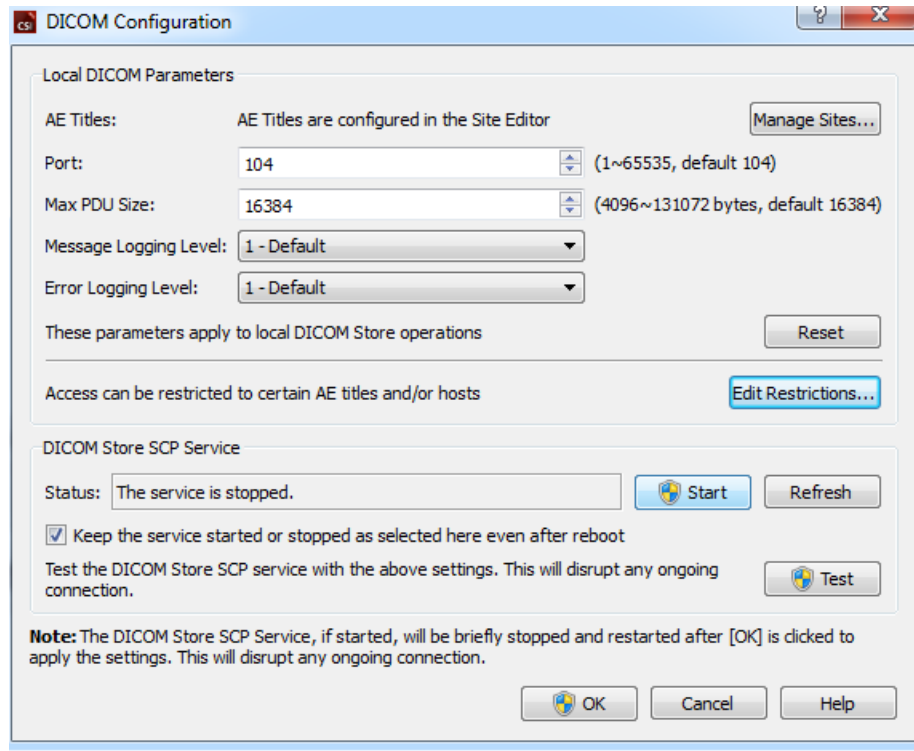 CSI DICOM Configuration
Local DICOM Parameters
AE Titles: AE Titles are configured in the Site Editor Manage Sites...
Port: 104 (1~65535, default 104)
Max PDU Size: 16384 (4096~131072 bytes, default 16384)
Message Logging Level: 1 - Default
Error Logging Level: 1 - Default
These parameters apply to local DICOM Store operations Reset
Access can be restricted to certain AE titles and/or hosts Edit Restrictions...
DICOM Store SCP Service
Status: The service is stopped. Start Refresh
Keep the service started or stopped as selected here even after reboot
Test the DICOM Store SCP service with the above settings. This will disrupt any ongoing
connection. Test
Note: The DICOM Store SCP Service, if started, will be briefly stopped and restarted after [OK] is clicked to
apply the settings. This will disrupt any ongoing connection.
OK Cancel Help